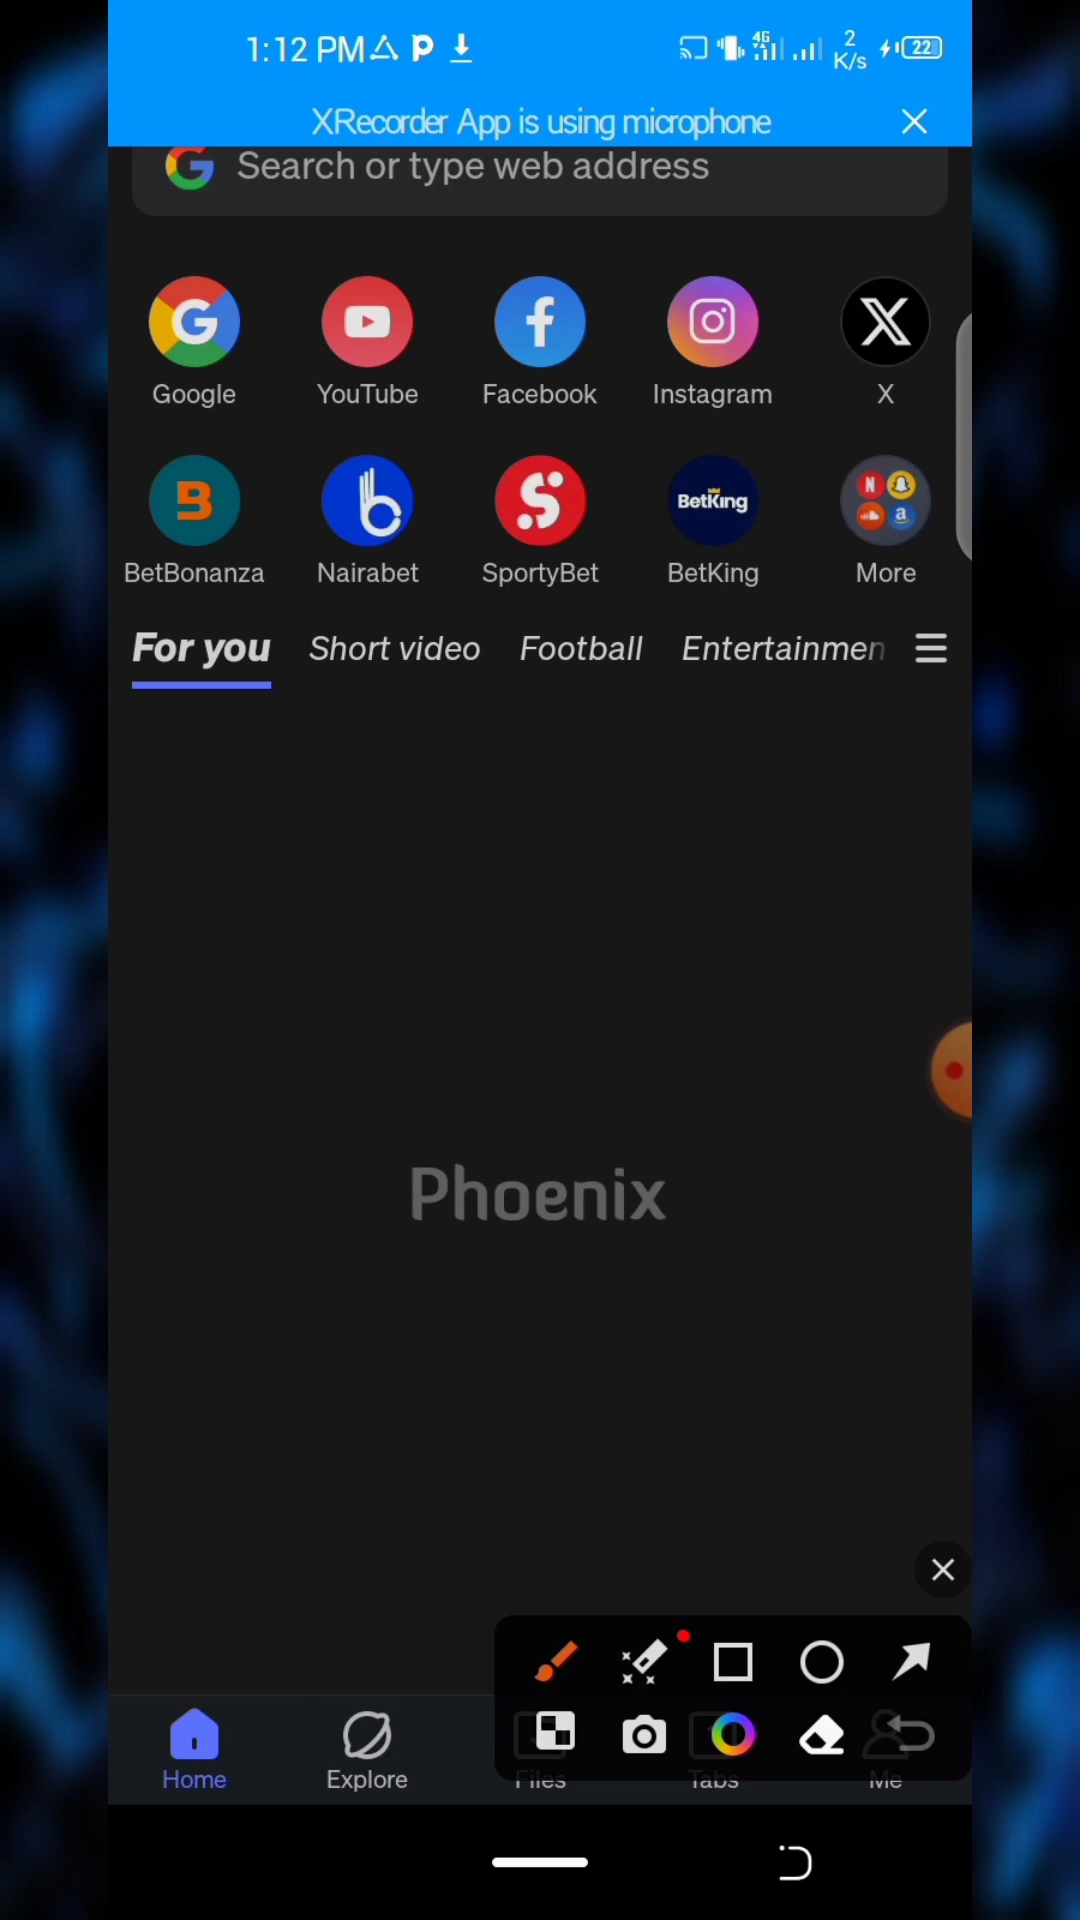 1:12 PM
4G
2
K/s
22
XRecorder App is using microphone
Search or type web address
Google
YouTube
Facebook
Instagram
X
BetKing
BetBonanza
Nairabet
SportyBet
BetKing
More
For you
Short video
Football
Entertainmen
Phoenix
Home
Explore
Files
Tabs
Me